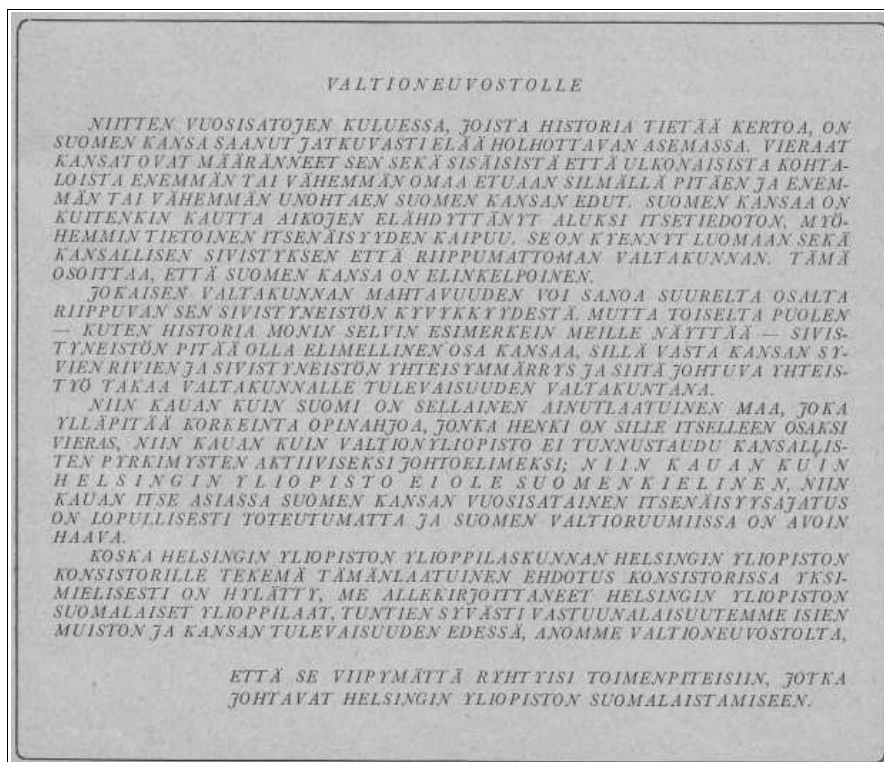 VALTIONEUVOSTOLLE
NIITTEN VUOSISATOJEN KULUESSA, JOISTA HISTORIA TIETÄÄ KERTOA, ON
SUOMEN KANSA SAANUT JATKUVASTI ELÄÄ HOLHOTTAVAN ASEMASSA. VIERAAT
KANSAT OVAT MÄÄRÄNNEET SEN SEKÄ SISÄISISTÄ ETTÄ ULKONAISISTA KOHTA-
LOISTA ENEMMÄN TAI VÄHEMMÄN OMAA ETUAAN SILMÄLLÄ PITÄEN JA ENEM-
MÄN TAI VÄHEMMÄN UNOHTAEN SUOMEN KANSAN EDUT. SUOMEN KANSAA ON
KUITENKIN KAUTTA AIKOJEN ELÄHDYTTÄNYT ALUKSI ITSETIEDOTON, MYÖ-
HEMMIN TIETOINEN ITSENÄISYYDEN KAIPUU. SE ON KYENNYT LUOMAAN SEKÄ
KANSALLISEN SIVISTYKSEN ETTÄ RIIPPUMATTOMAN VALTAKUNNAN. TÄMÄ
OSOITTAA, ETTÄ SUOMEN KANSA ON ELINKELPOINEN.
JOKAISEN VALTAKUNNAN MAHTAVUUDEN VOI SANOA SUURELTA OSALTA
RIIPPUVAN SEN SIVISTYNEISTÖN KYVYKKYYDESTÄ. MUTTA TOISELTA PUOLEN
— KUTEN HISTORIA MONIN SELVIN ESIMERKEIN MEILLE NÄYTTÄÄ — SIVIS-
TYNEISTÖN PITÄÄ OLLA ELIMELLINEN OSA KANSAA, SILLÄ VASTA KANSAN SY-
VIEN RIVIEN JA SIVISTYNEISTÖN YHTEISYMMÄRRYS JA SIITÄ JOHTUVA YHTEIS-
TYÖ TAKAA VALTAKUNNALLE TULEVAISUUDEN VALTAKUNTANA.
NIIN KAUAN KUIN SUOMI ON SELLAINEN AINUTLAATUINEN MAA, JOKA
YLLÄPITÄÄ KORKEINTA OPINAHJOA, JONKA HENKI ON SILLE ITSELLEEN OSAKSI
VIERAS, NIIN KAUAN KUIN VALTIONYLIOPISTO EI TUNNUSTAUDU KANSALLIS-
TEN PYRKIMYSTEN AKTIIVISEKSI JOHTOELIMEKSI; NIIN KAUAN KUIN
HELSINGIN YLIOPISTO EI OLE SUOMENKIELINEN, NIIN
KAUAN ITSE ASIASSA SUOMEN KANSAN VUOSISATAINEN ITSENÄISYYSAJATUS
ON LOPULLISESTI TOTEUTUMATTA JA SUOMEN VALTIORUUMIISSA ON AVOIN
HAAVA.
KOSKA HELSINGIN YLIOPISTON YLIOPPILASKUNNAN HELSINGIN YLIOPISTON
KONSISTORILLE TEKEMÄ TÄMÄNLAATUINEN EHDOTUS KONSISTORISSA YKSI-
MIELISESTI ON HYLÄTTY, ME ALLEKIRJOITTANEET HELSINGIN YLIOPISTON
SUOMALAISET YLIOPPILAAT, TUNTIEN SYVÄSTI VASTUUNALAISUUTEMME ISIEN
MUISTON JA KANSAN TULEVAISUUDEN EDESSÄ, ANOMME VALTIONEUVOSTOLTA,
ETTÄ SE VIIPYMÄTTÄ RYHTYISI TOIMENPITEISIIN, JOTKA
JOHTAVAT HELSINGIN YLIOPISTON SUOMALAISTAMISEEN.